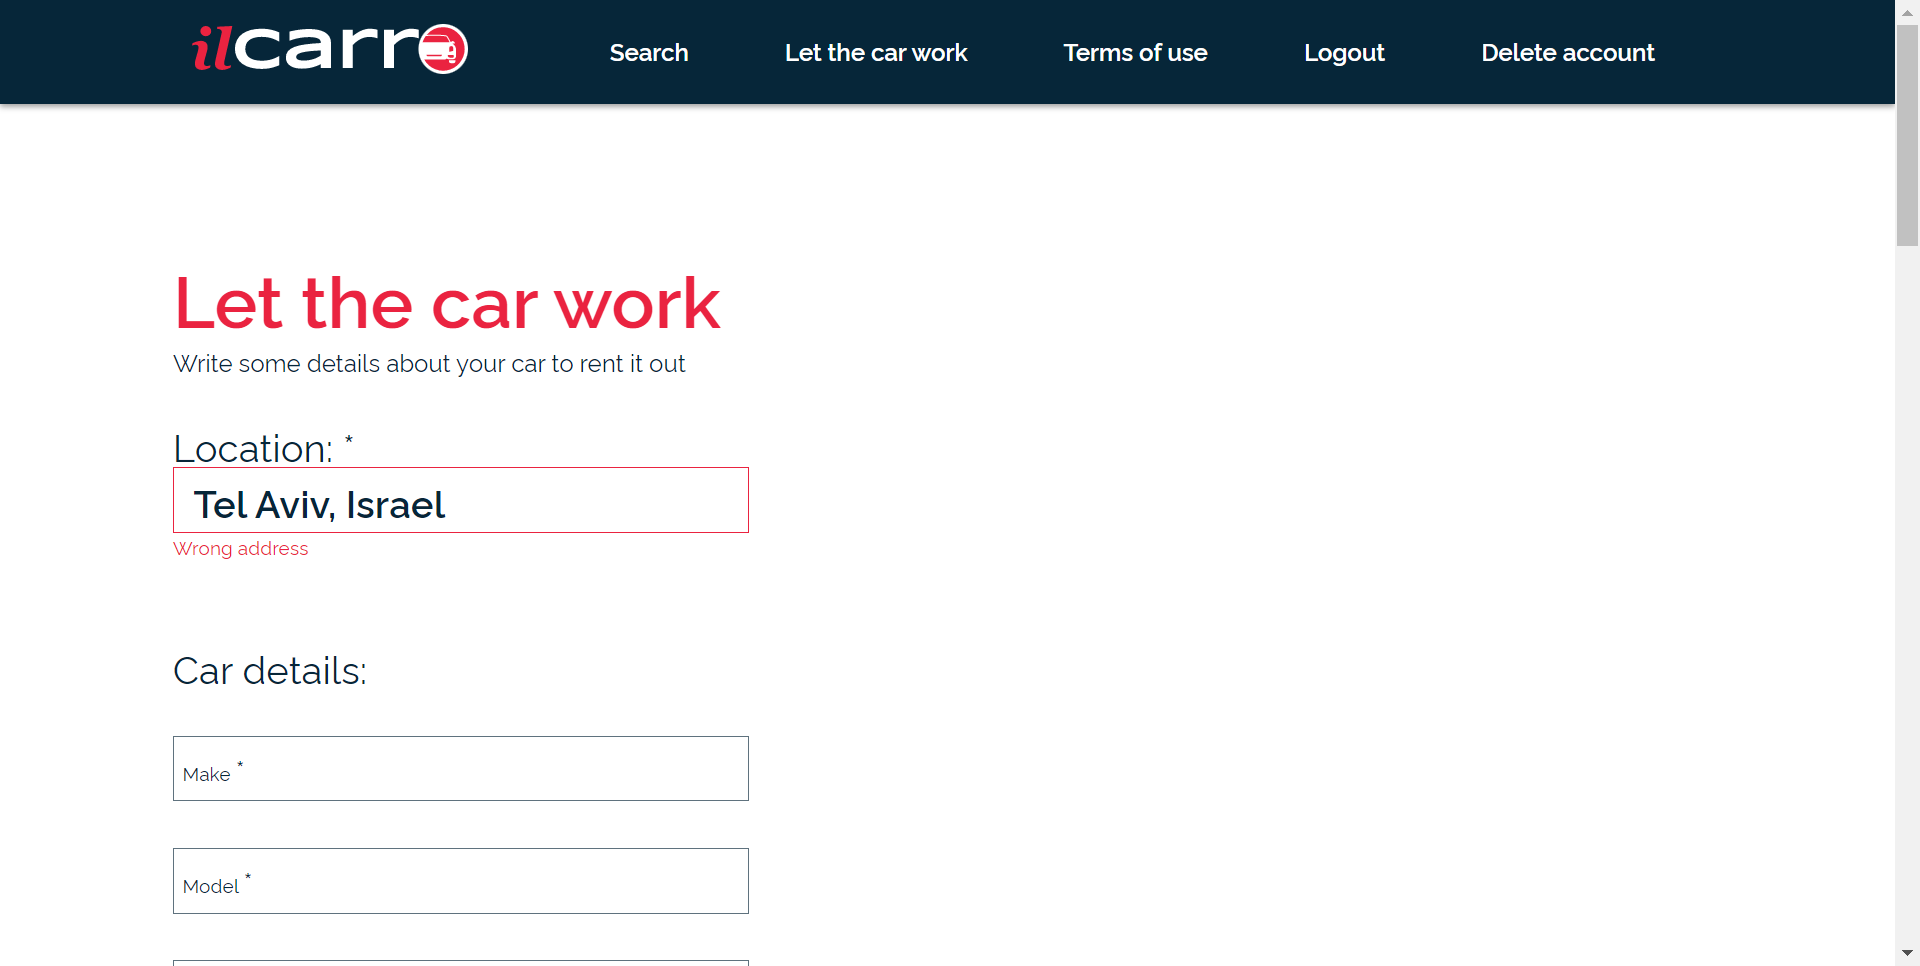 ilcarro
Search
Let the car work
Terms of use
Logout
Delete account
Let the car work
Write some details about your car to rent it out
Location: *
Tel Aviv, Israel
Wrong address
Car details:
Make *
Model *